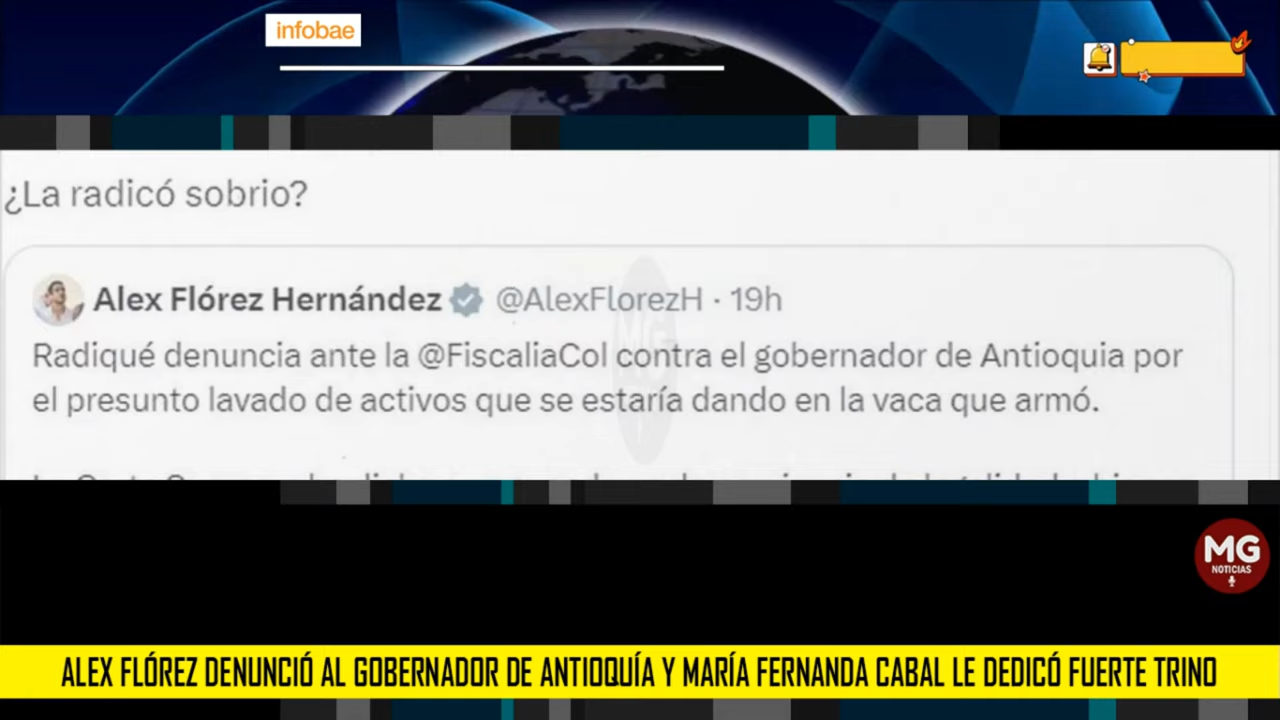 infobae
¿La radicó sobrio?
Alex Flórez Hernández @AlexFlorezH · 19h
Radiqué denuncia ante la @FiscaliaCol contra el gobernador de Antioquia por
el presunto lavado de activos que se estaría dando en la vaca que armó.
MG
NOTICIAS
ALEX FLÓREZ DENUNCIÓ AL GOBERNADOR DE ANTIOQUÍA Y MARÍA FERNANDA CABAL LE DEDICÓ FUERTE TRINO